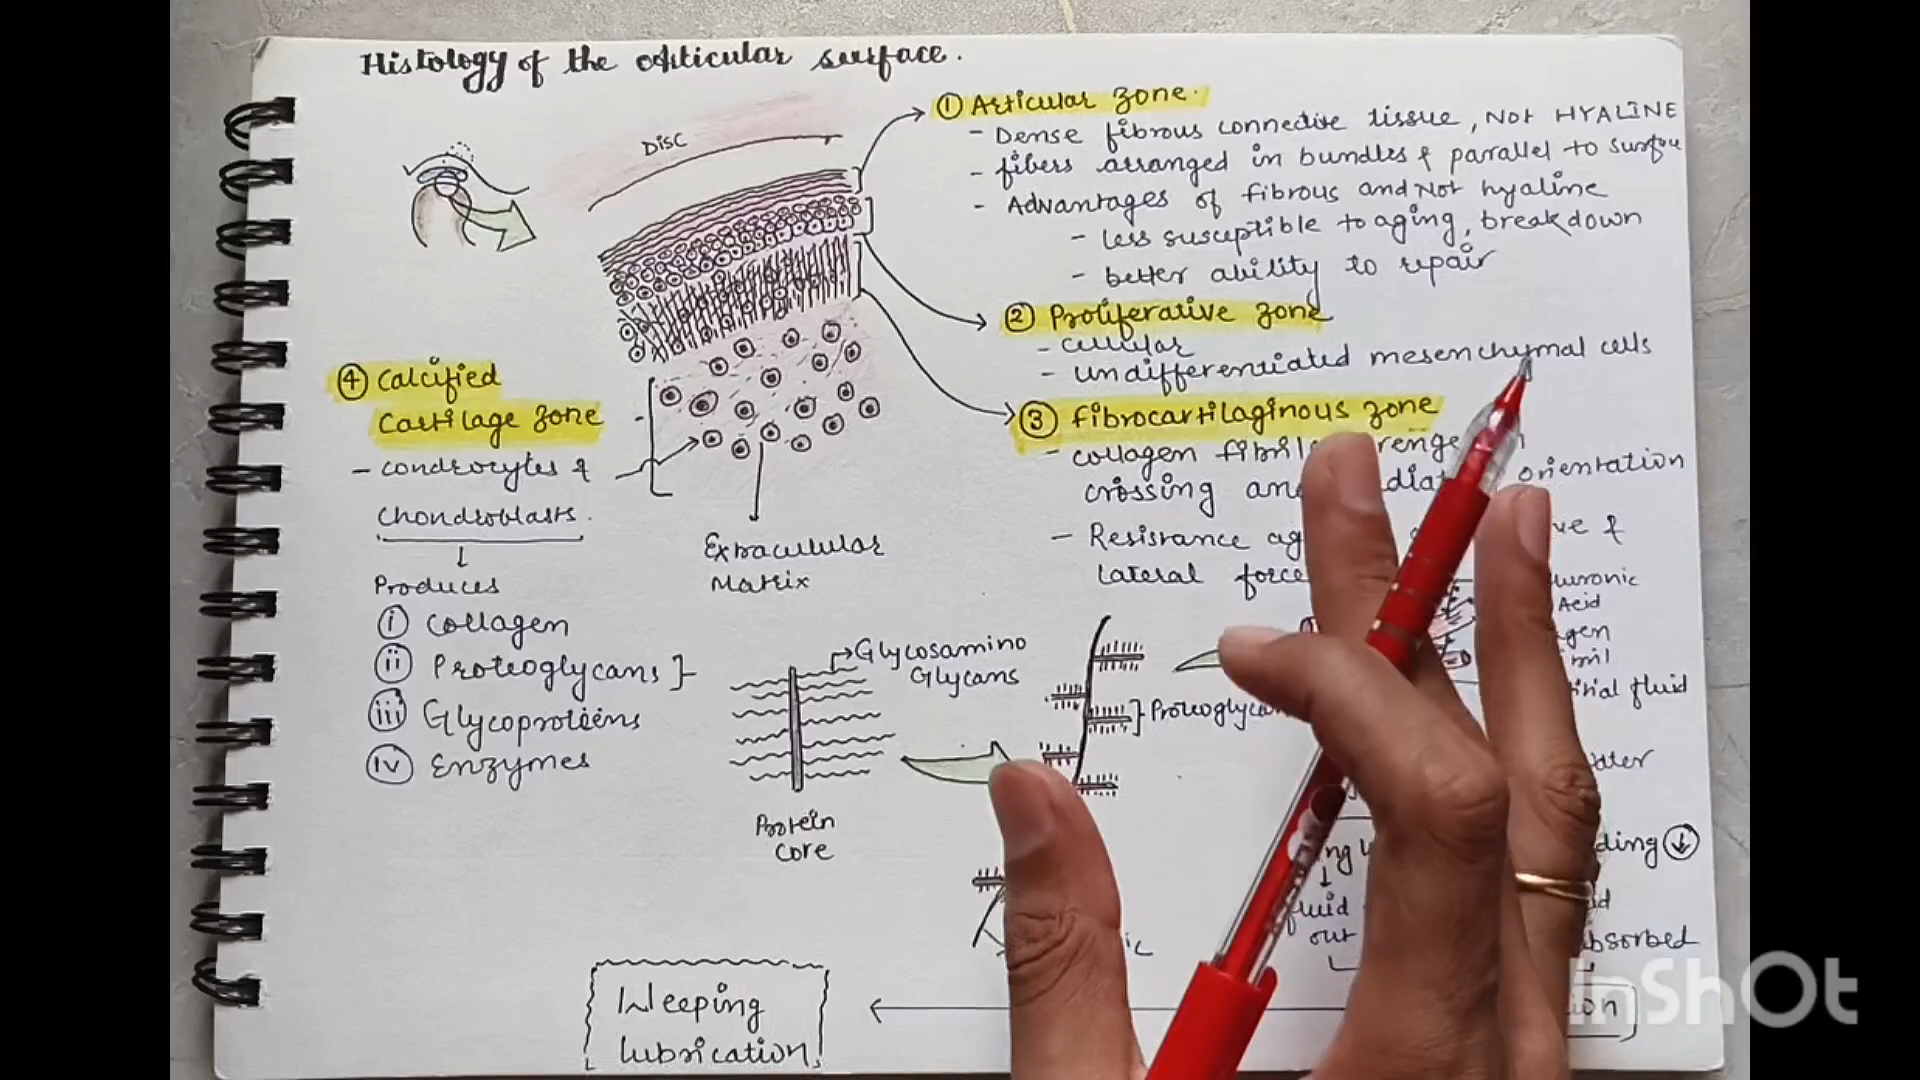 Histology of the articular surface.
DISC
① Articular zone.
- Dense fibrous connective tissue, NOT HYALINE
- fibers arranged in bundles & parallel to surface
- Advantages of fibrous and Not hyaline
- less susceptible to aging, breakdown
- better ability to repair
② Proliferative zone
- cellular
- undifferentiated mesenchymal cells
③ fibrocartilaginous zone
- collagen
crossing orientation
- Resistance
lateral
④ Calcified
Cartilage zone
- condrocytes &
Chondroblasts.
Produces
ⓘ Collagen
ⓘⓘ Proteoglycans }
ⓘⓘⓘ Glycoproteins
ⓘⓥ Enzymes
Extracellular
Matrix
Glycosamino
Glycans
Protein
core
Acid
fluid
out
Weeping
lubrication
InShOt